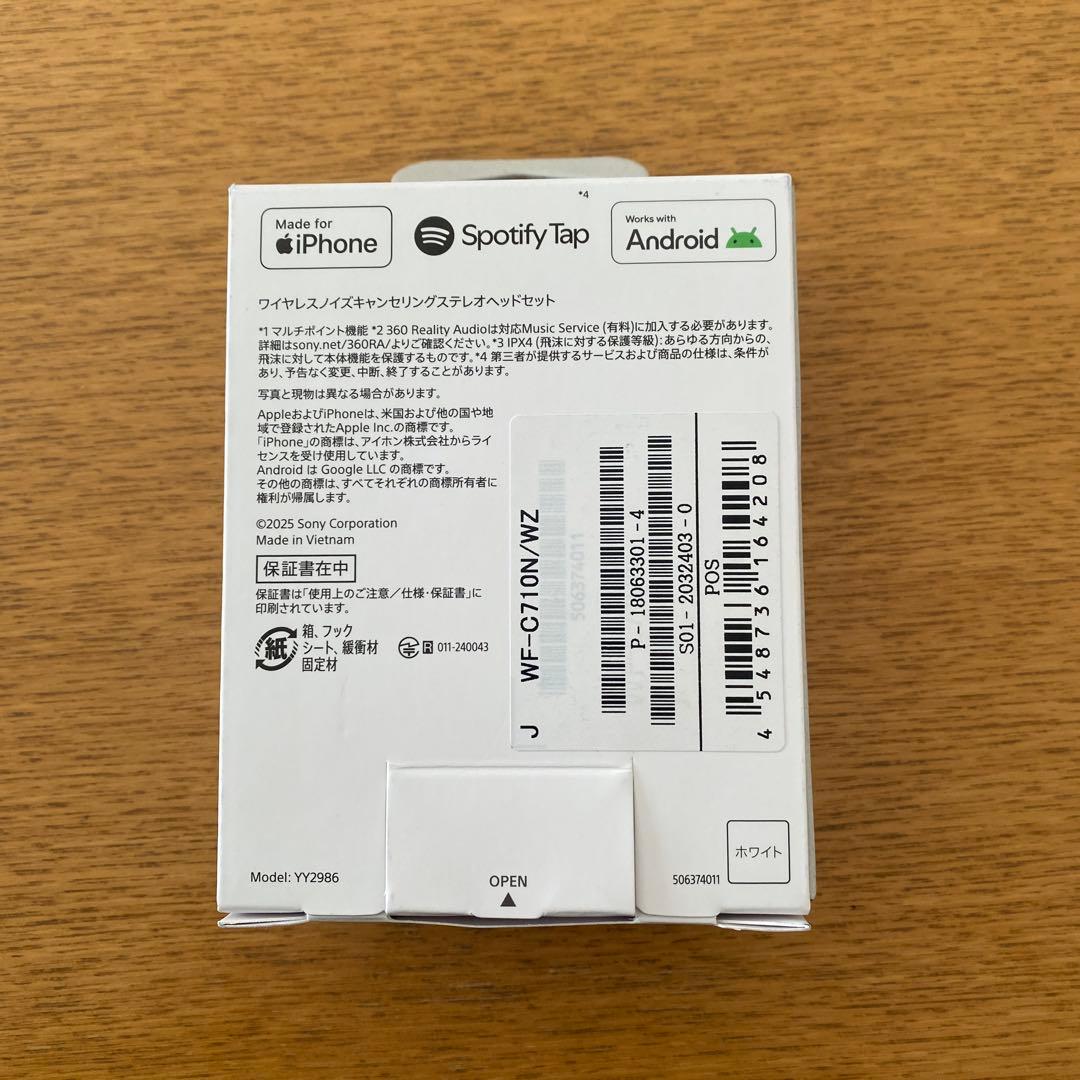 *4
Made for
iPhone
Spotify Tap
Works with
Android
ワイヤレスノイズキャンセリングステレオヘッドセット
*1 マルチポイント機能 *2 360 Reality Audioは対応Music Service (有料)に加入する必要があります。
詳細はsony.net/360RA/よりご確認ください。*3 IPX4 (飛沫に対する保護等級): あらゆる方向からの、
飛沫に対して本体機能を保護するものです。*4 第三者が提供するサービスおよび商品の仕様は、条件が
あり、予告なく変更、中断、終了することがあります。
写真と現物は異なる場合があります。
AppleおよびiPhoneは、米国および他の国や地
域で登録されたApple Inc.の商標です。
「iPhone」の商標は、アイホン株式会社からライ
センスを受け使用しています。
Android は Google LLC の商標です。
その他の商標は、すべてそれぞれの商標所有者に
権利が帰属します。
©2025 Sony Corporation
Made in Vietnam
保証書在中
保証書は「使用上のご注意／仕様・保証書」に
印刷されています。
紙
箱、フック
シート、緩衝材
固定材
R 011-240043
J WF-C710N/WZ
506374011
P- 18063301-4
S01- 2032403-0
POS
4 548736 164208
Model: YY2986
OPEN
▲
506374011
ホワイト